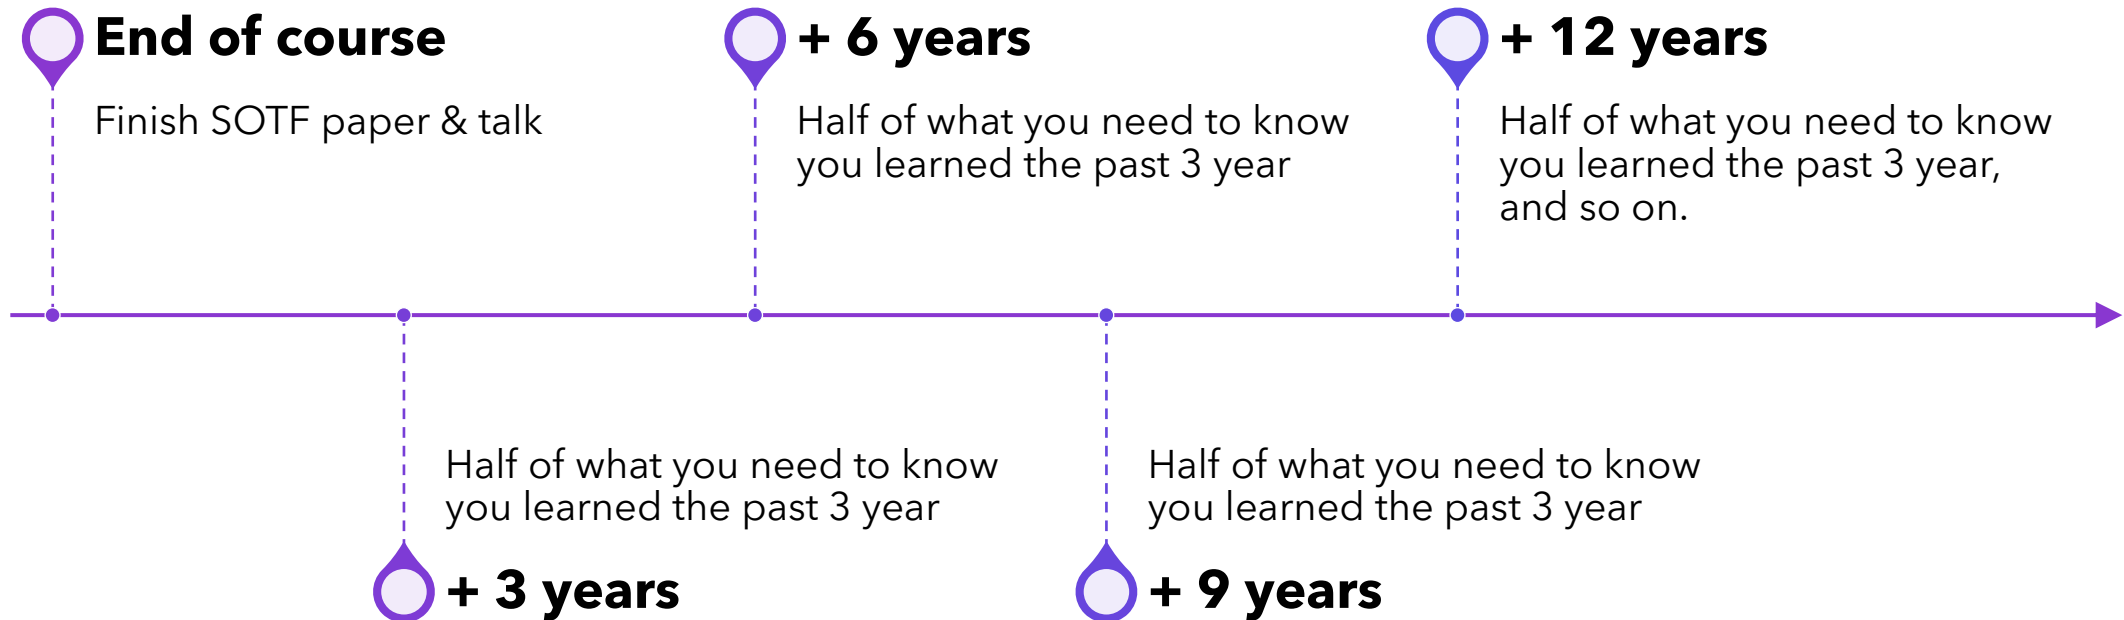 End of course
Finish SOTF paper & talk
+ 3 years
Half of what you need to know
you learned the past 3 year
+ 6 years
Half of what you need to know
you learned the past 3 year
+ 9 years
Half of what you need to know
you learned the past 3 year
+ 12 years
Half of what you need to know
you learned the past 3 year,
and so on.